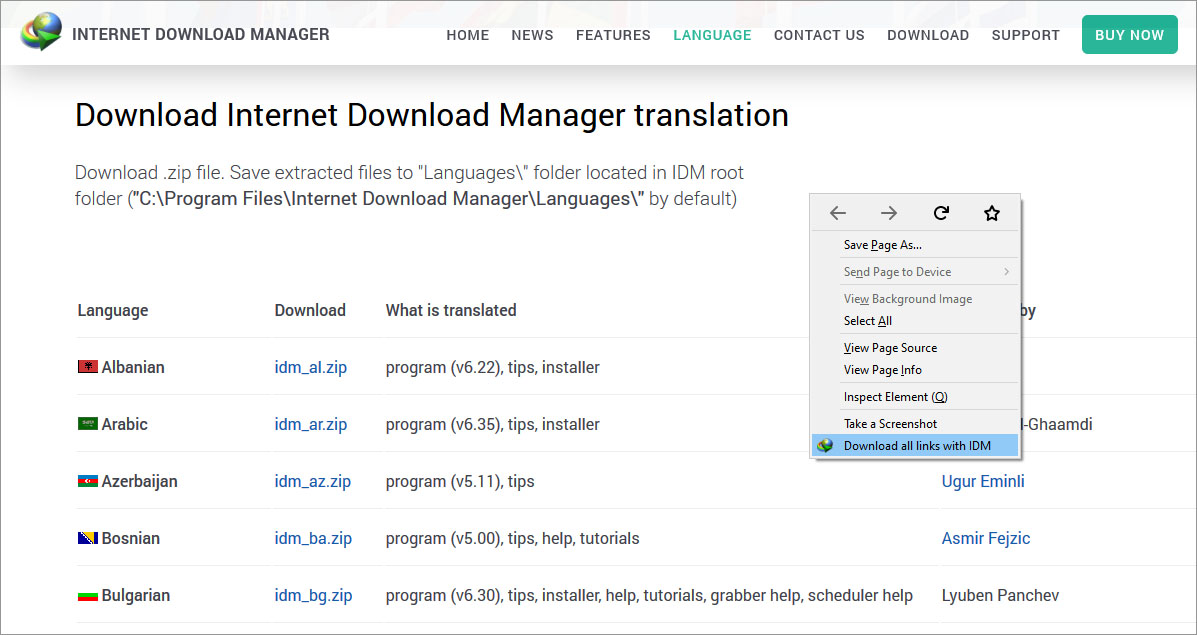 INTERNET DOWNLOAD MANAGER HOME NEWS FEATURES LANGUAGE CONTACT US DOWNLOAD SUPPORT BUY NOW
Download Internet Download Manager translation
Download .zip file. Save extracted files to "Languages\" folder located in IDM root
folder ("C:\Program Files\Internet Download Manager\Languages\" by default)
Save Page As...
Send Page to Device
View Background Image
Select All
View Page Source
View Page Info
Inspect Element (Q)
Take a Screenshot
Download all links with IDM
Language Download What is translated by
Albanian idm_al.zip program (v6.22), tips, installer
Arabic idm_ar.zip program (v6.35), tips, installer l-Ghaamdi
Azerbaijan idm_az.zip program (v5.11), tips Ugur Eminli
Bosnian idm_ba.zip program (v5.00), tips, help, tutorials Asmir Fejzic
Bulgarian idm_bg.zip program (v6.30), tips, installer, help, tutorials, grabber help, scheduler help Lyuben Panchev